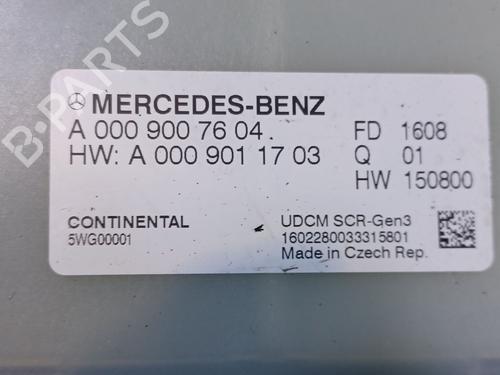 B-PARTS
MERCEDES-BENZ
A 000 900 76 04 .
HW: A 000 901 17 03
FD 1608
Q 01
HW 150800
CONTINENTAL
5WG00001
UDCM SCR-Gen3
1602280033315801
Made in Czech Rep.